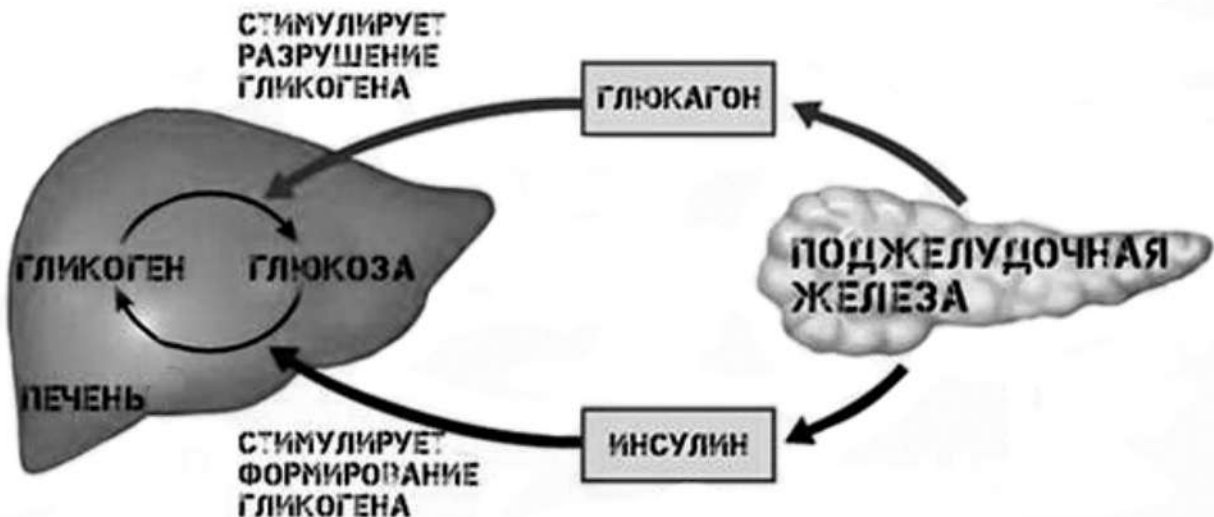 СТИМУЛИРУЕТ
РАЗРУШЕНИЕ
ГЛИКОГЕНА
ГЛЮКАГОН
ГЛИКОГЕН
ГЛЮКОЗА
ПОДЖЕЛУДОЧНАЯ
ЖЕЛЕЗА
ПЕЧЕНЬ
ИНСУЛИН
СТИМУЛИРУЕТ
ФОРМИРОВАНИЕ
ГЛИКОГЕНА